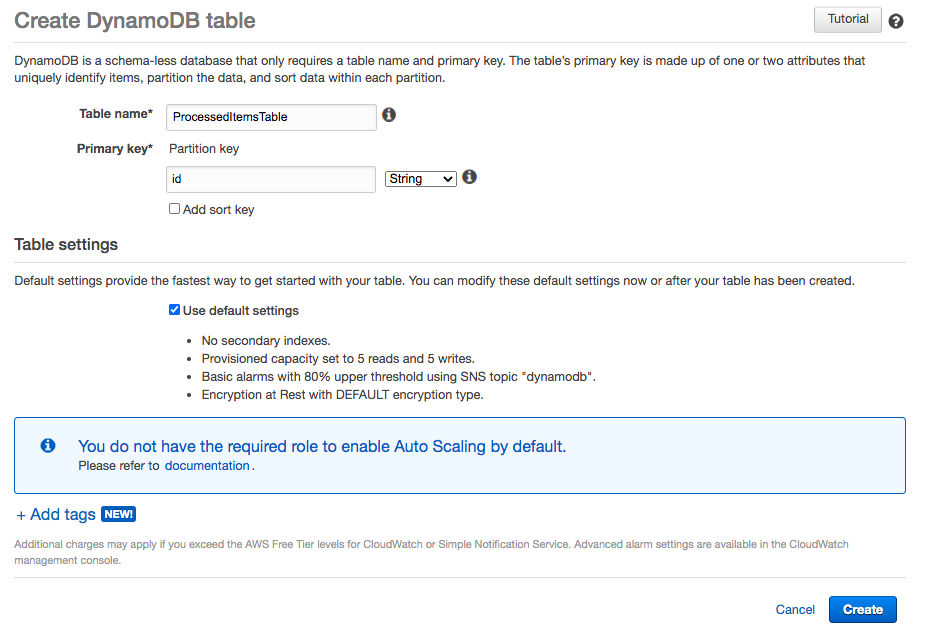 Create DynamoDB table
Tutorial
DynamoDB is a schema-less database that only requires a table name and primary key. The table's primary key is made up of one or two attributes that
uniquely identify items, partition the data, and sort data within each partition.
Table name* ProcessedItemsTable
Primary key* Partition key
id String
Add sort key
Table settings
Default settings provide the fastest way to get started with your table. You can modify these default settings now or after your table has been created.
Use default settings
• No secondary indexes.
• Provisioned capacity set to 5 reads and 5 writes.
• Basic alarms with 80% upper threshold using SNS topic "dynamodb".
• Encryption at Rest with DEFAULT encryption type.
You do not have the required role to enable Auto Scaling by default.
Please refer to documentation.
+ Add tags NEW!
Additional charges may apply if you exceed the AWS Free Tier levels for CloudWatch or Simple Notification Service. Advanced alarm settings are available in the CloudWatch
management console.
Cancel Create